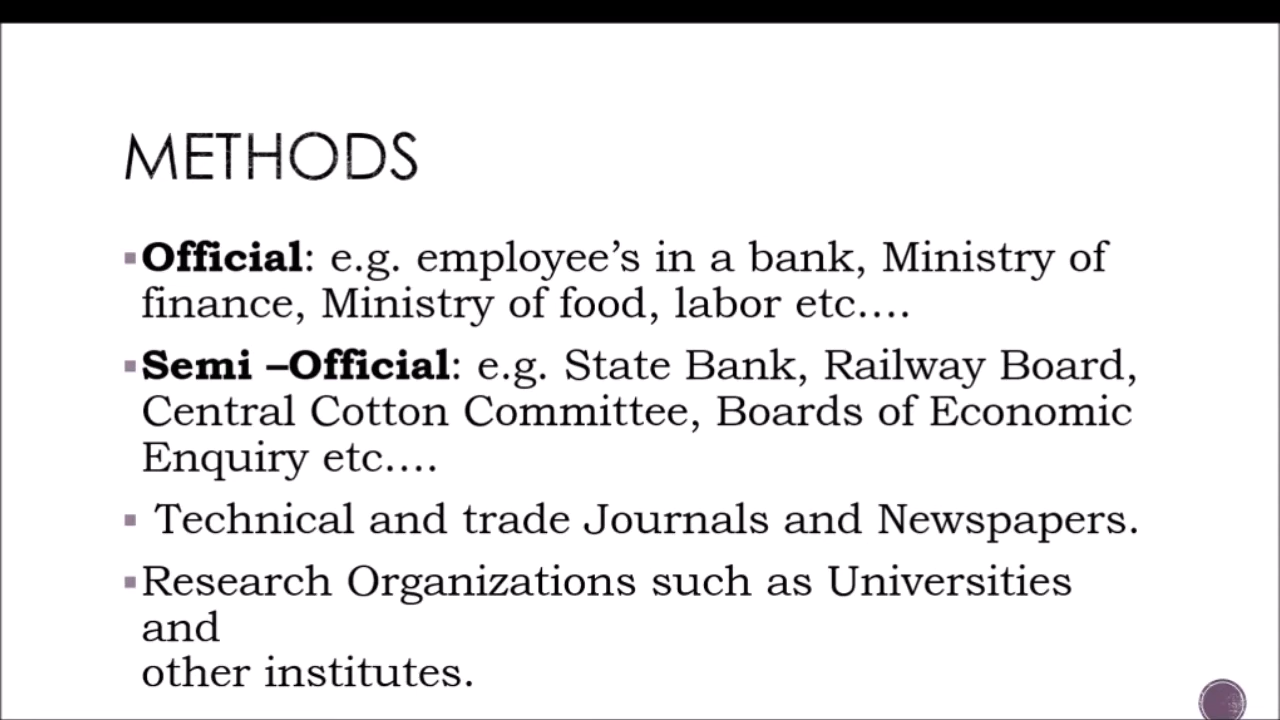 METHODS
▪Official: e.g. employee’s in a bank, Ministry of
finance, Ministry of food, labor etc....
▪Semi –Official: e.g. State Bank, Railway Board,
Central Cotton Committee, Boards of Economic
Enquiry etc....
▪ Technical and trade Journals and Newspapers.
▪Research Organizations such as Universities
and
other institutes.